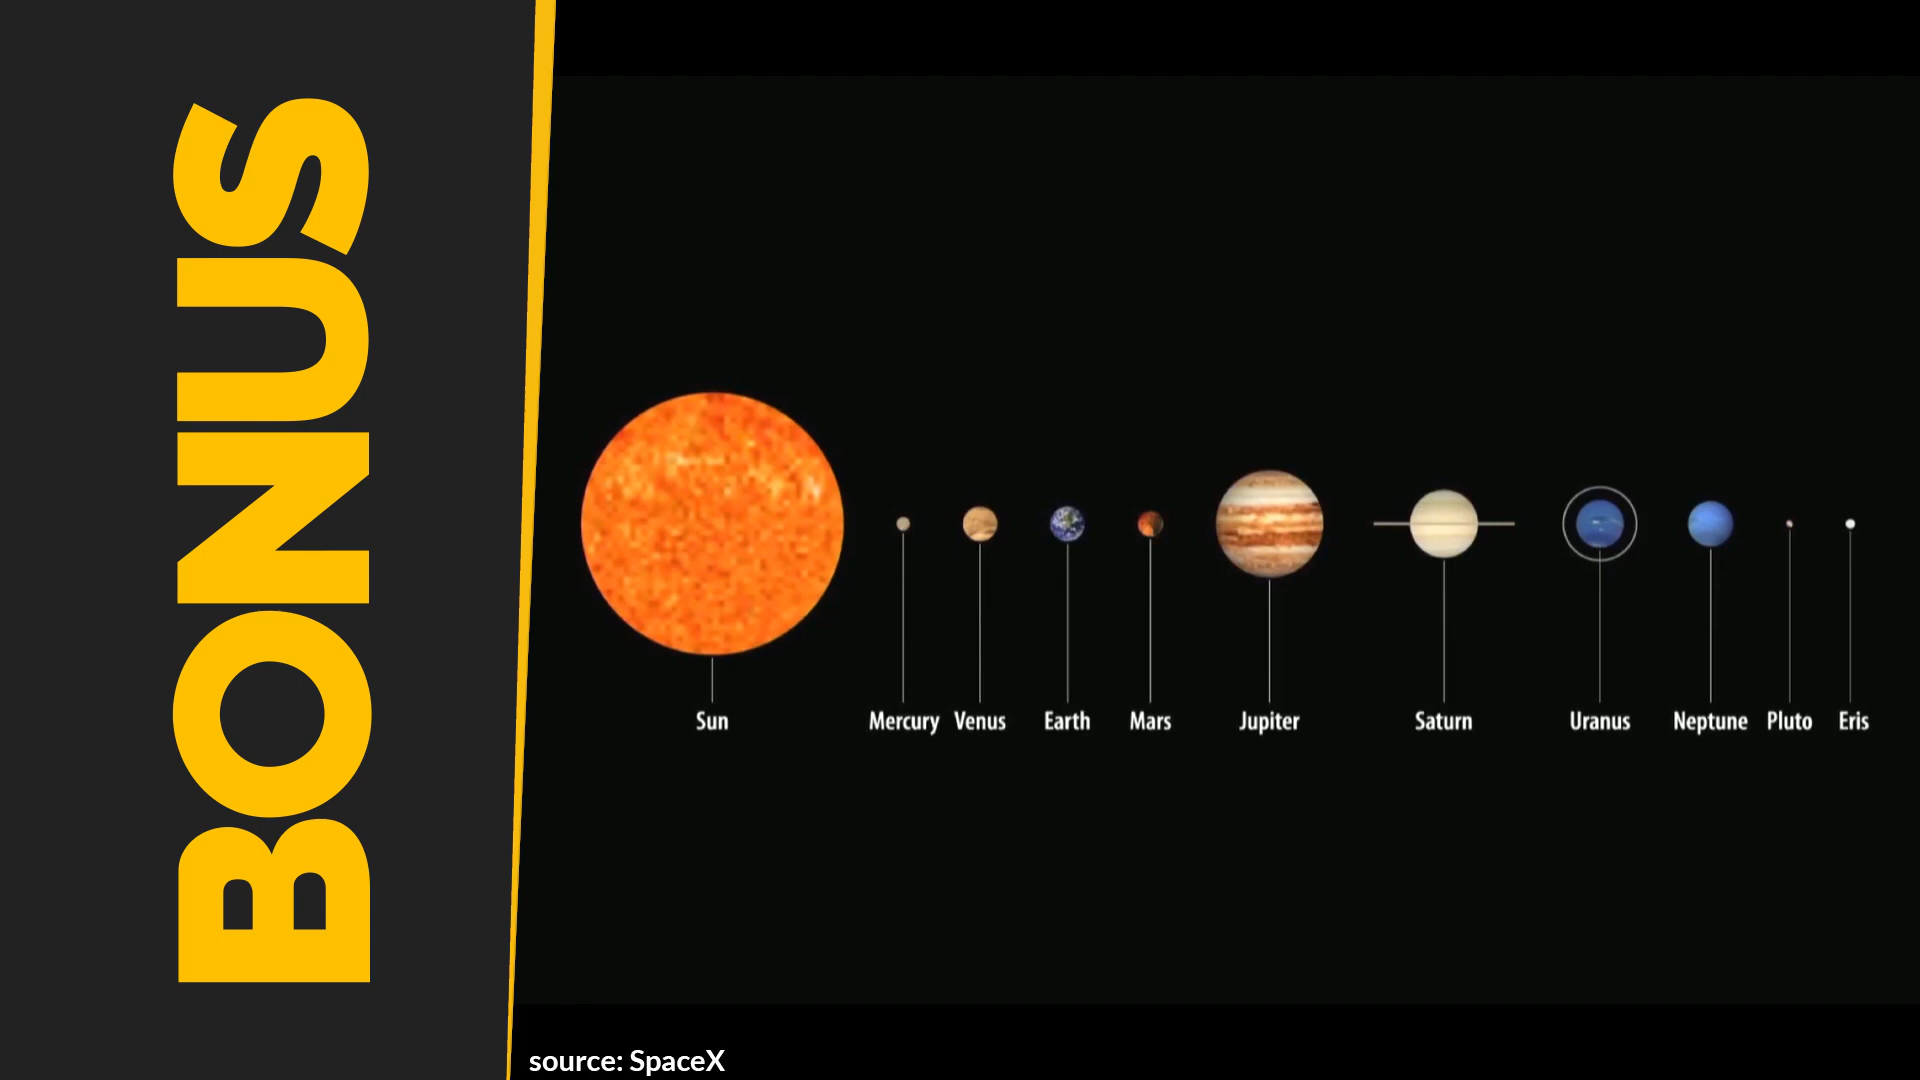 BONUS
Sun Mercury Venus Earth Mars Jupiter Saturn Uranus Neptune Pluto Eris
source: SpaceX